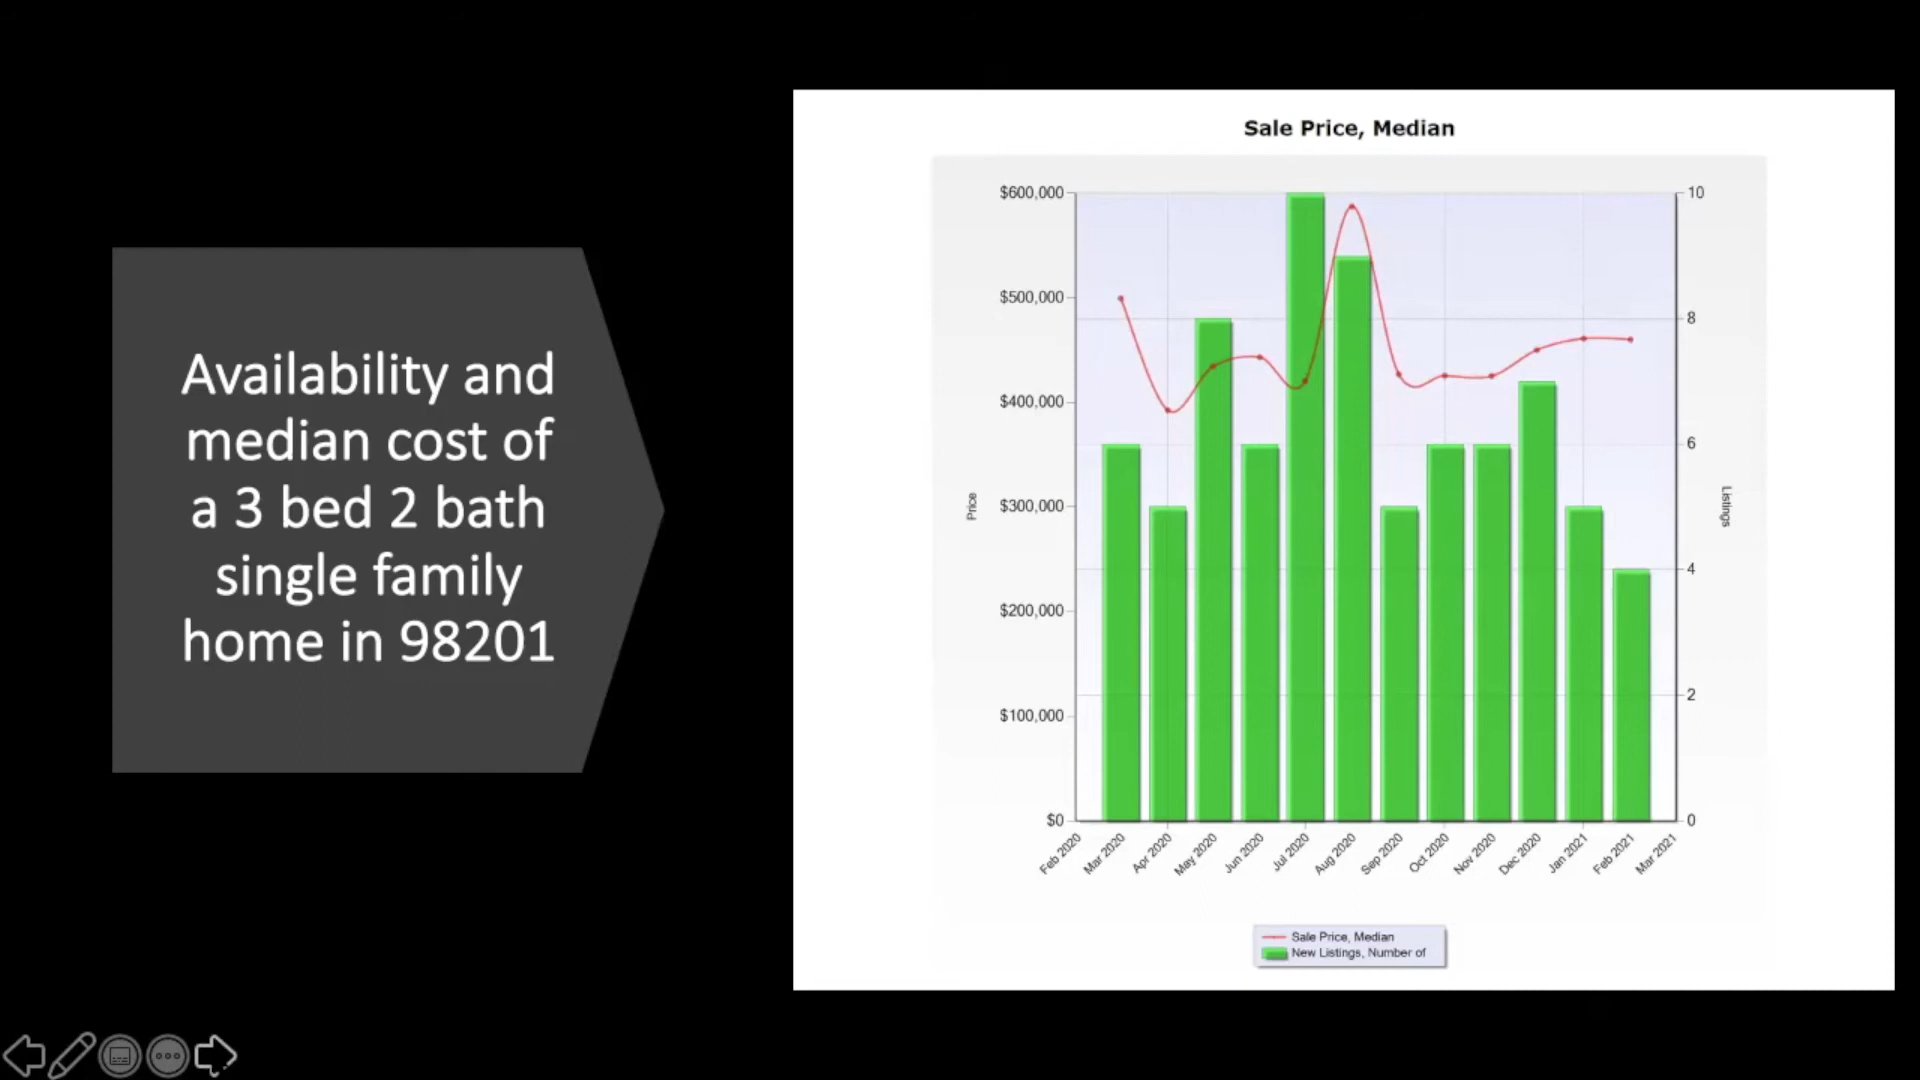 Availability and
median cost of
a 3 bed 2 bath
single family
home in 98201
Sale Price, Median
$600,000
$500,000
$400,000
$300,000
$200,000
$100,000
$0
Price
10
8
6
4
2
0
Listings
Feb 2020
Mar 2020
Apr 2020
May 2020
Jun 2020
Jul 2020
Aug 2020
Sep 2020
Oct 2020
Nov 2020
Dec 2020
Jan 2021
Feb 2021
Mar 2021
Sale Price, Median
New Listings, Number of